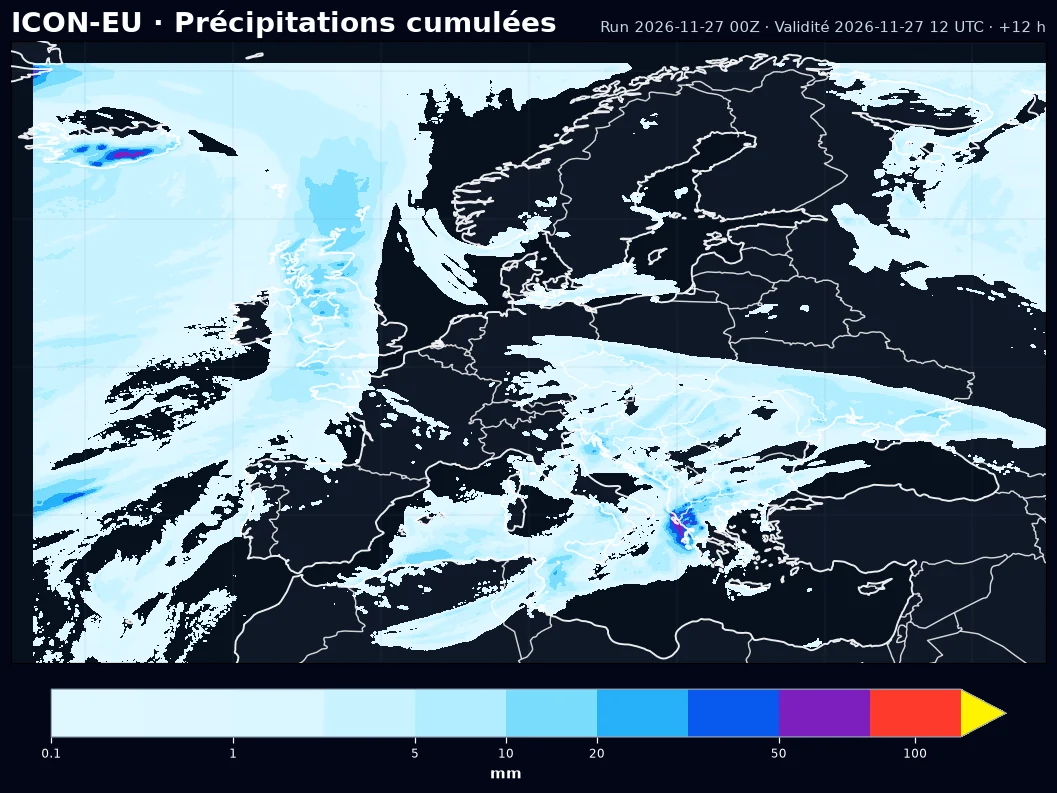 ICON-EU · Précipitations cumulées
Run 2026-11-27 00Z · Validité 2026-11-27 12 UTC · +12 h
0.1 1 5 10 20 50 100
mm